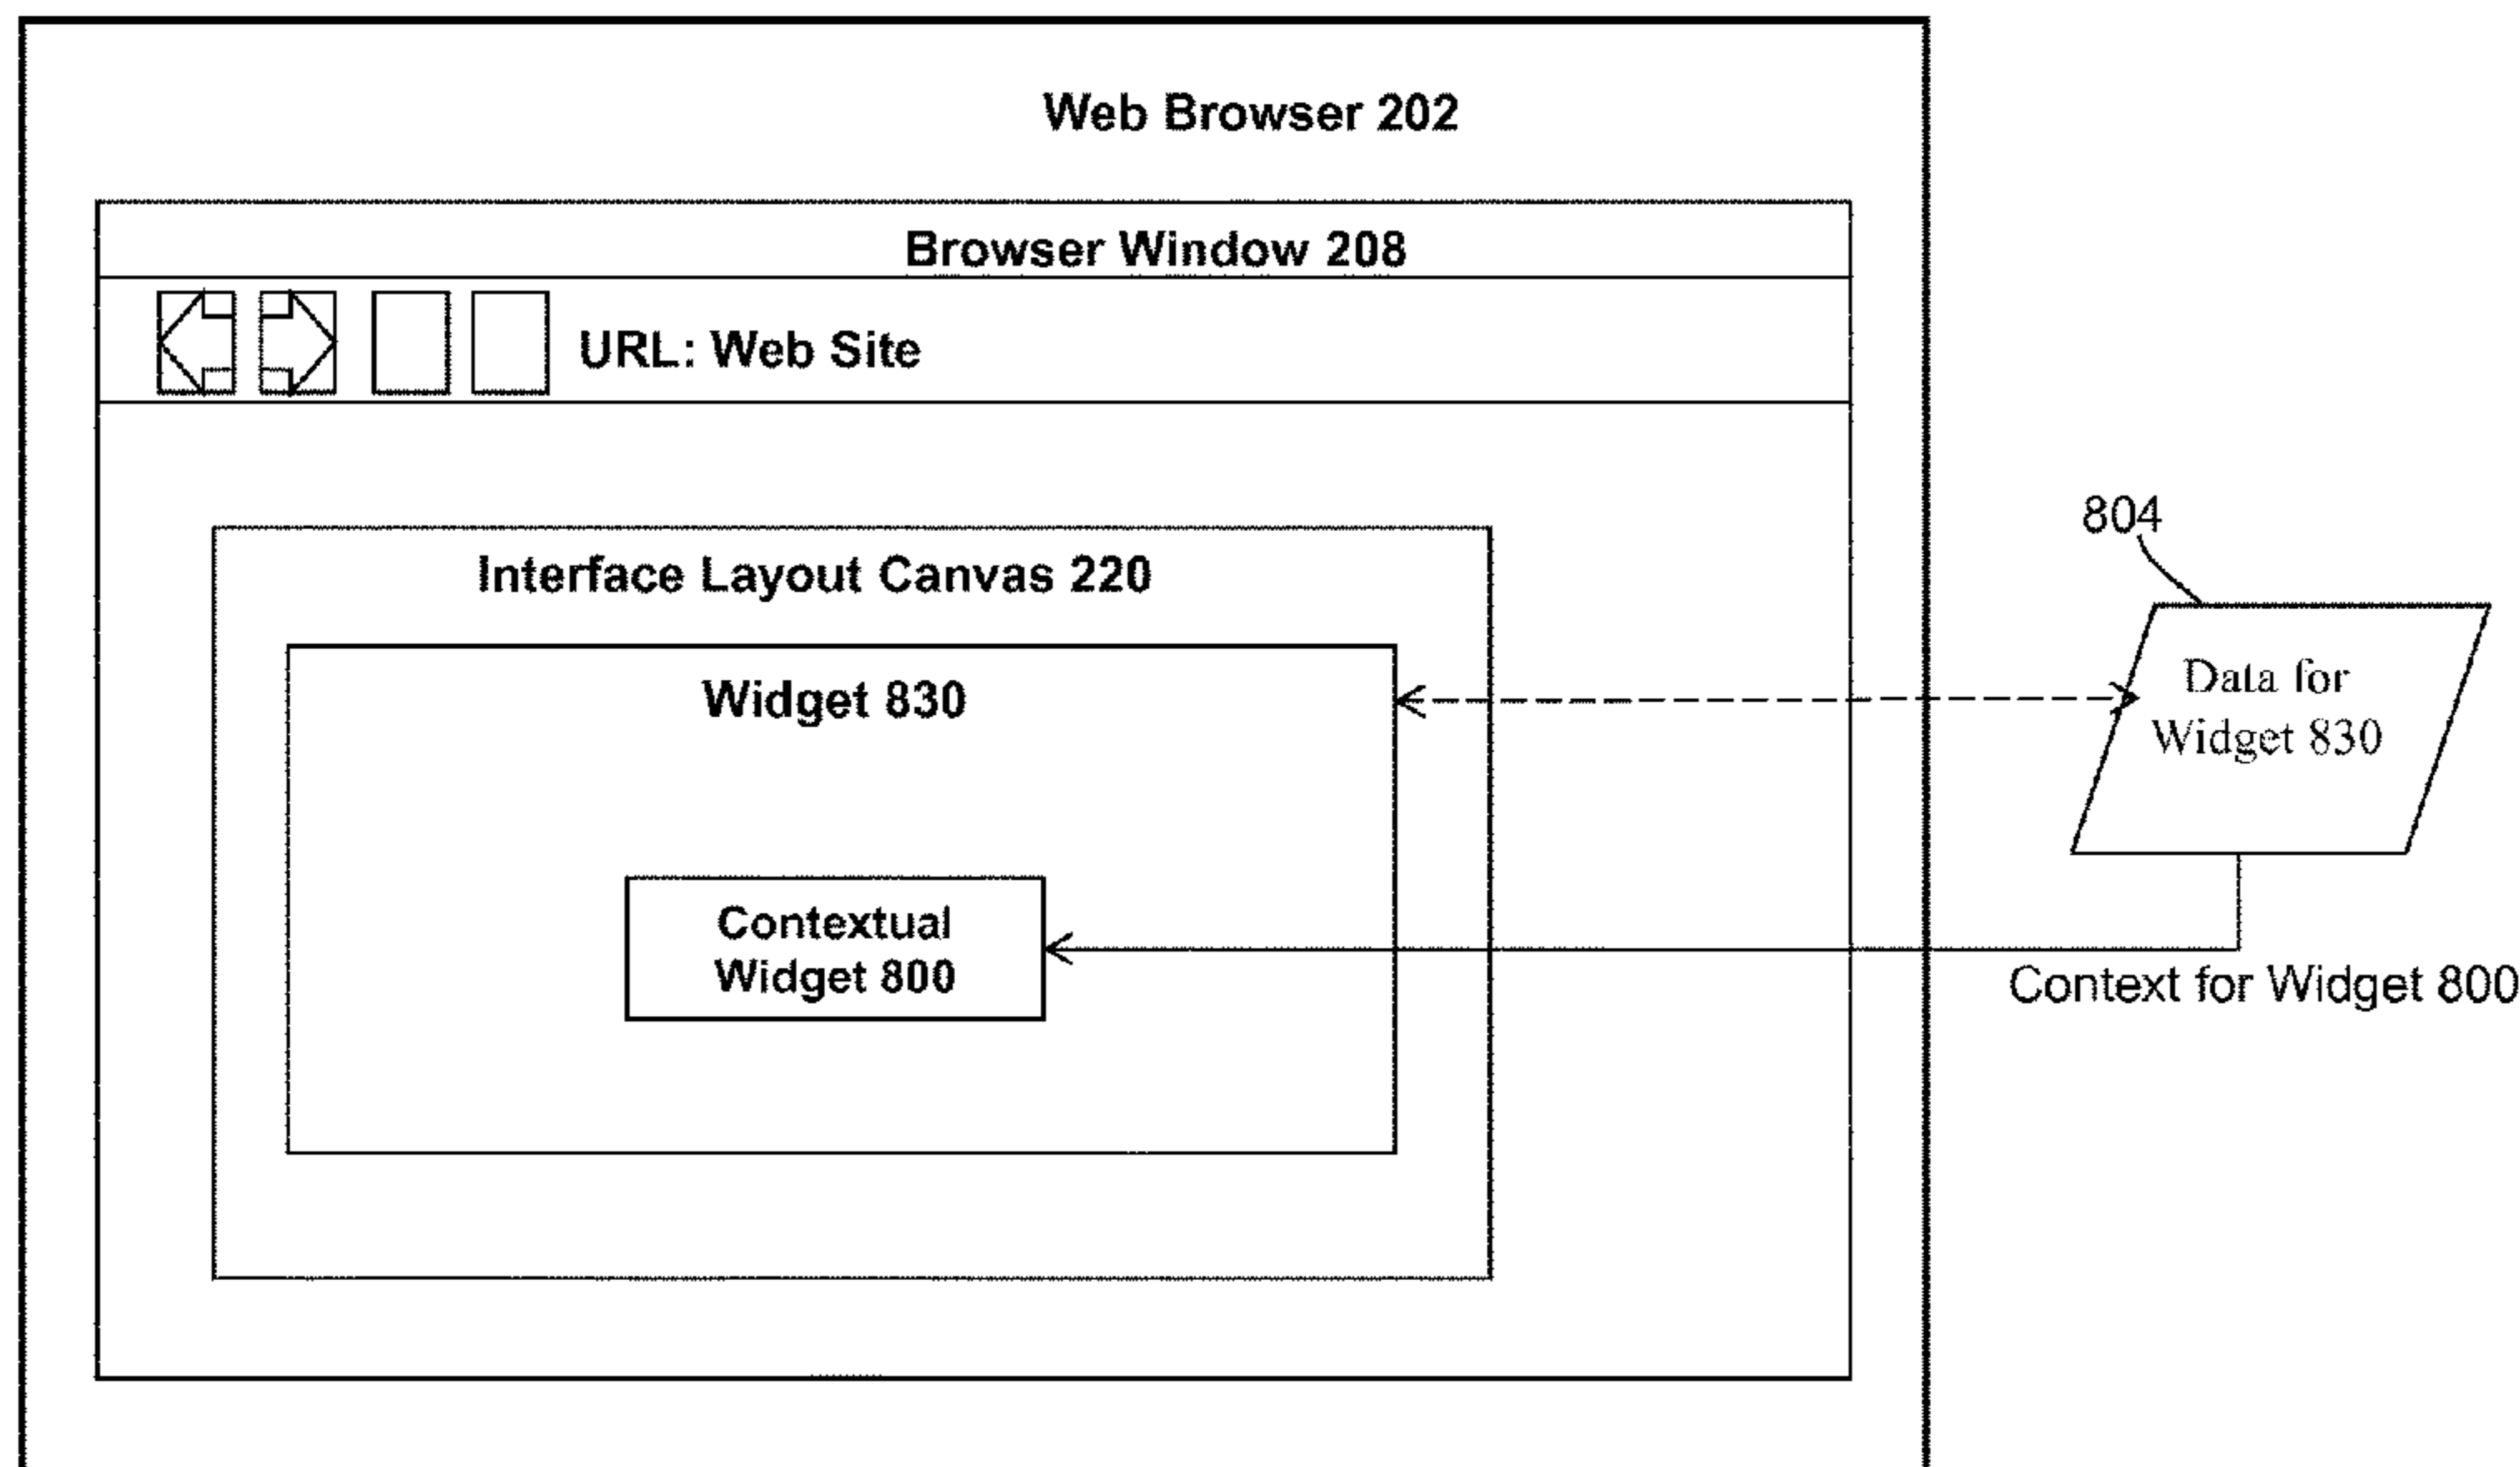 Web Browser 202
Browser Window 208
URL: Web Site
804
Interface Layout Canvas 220
Data for
Widget 830
Widget 830
Contextual
Widget 800
Context for Widget 800